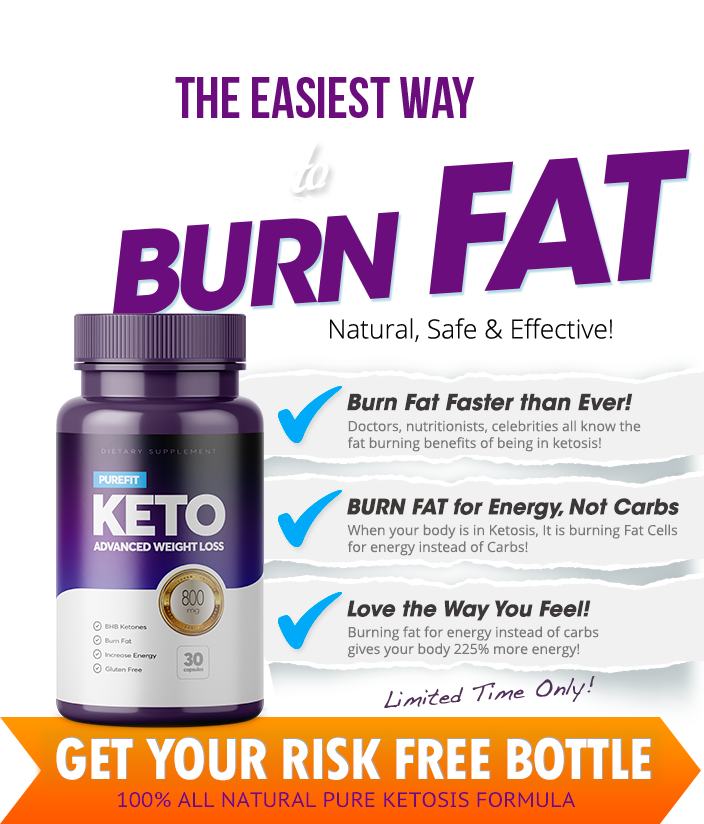 THE EASIEST WAY
to
BURN FAT
Natural, Safe & Effective!
Burn Fat Faster than Ever!
Doctors, nutritionists, celebrities all know the
fat burning benefits of being in ketosis!
BURN FAT for Energy, Not Carbs
When your body is in Ketosis, It is burning Fat Cells
for energy instead of Carbs!
Love the Way You Feel!
Burning fat for energy instead of carbs
gives your body 225% more energy!
DIETARY SUPPLEMENT
PUREFIT
KETO
ADVANCED WEIGHT LOSS
800
mg
BHB Ketones
Burn Fat
Increase Energy
Gluten Free
30
capsules
Limited Time Only!
GET YOUR RISK FREE BOTTLE
100% ALL NATURAL PURE KETOSIS FORMULA